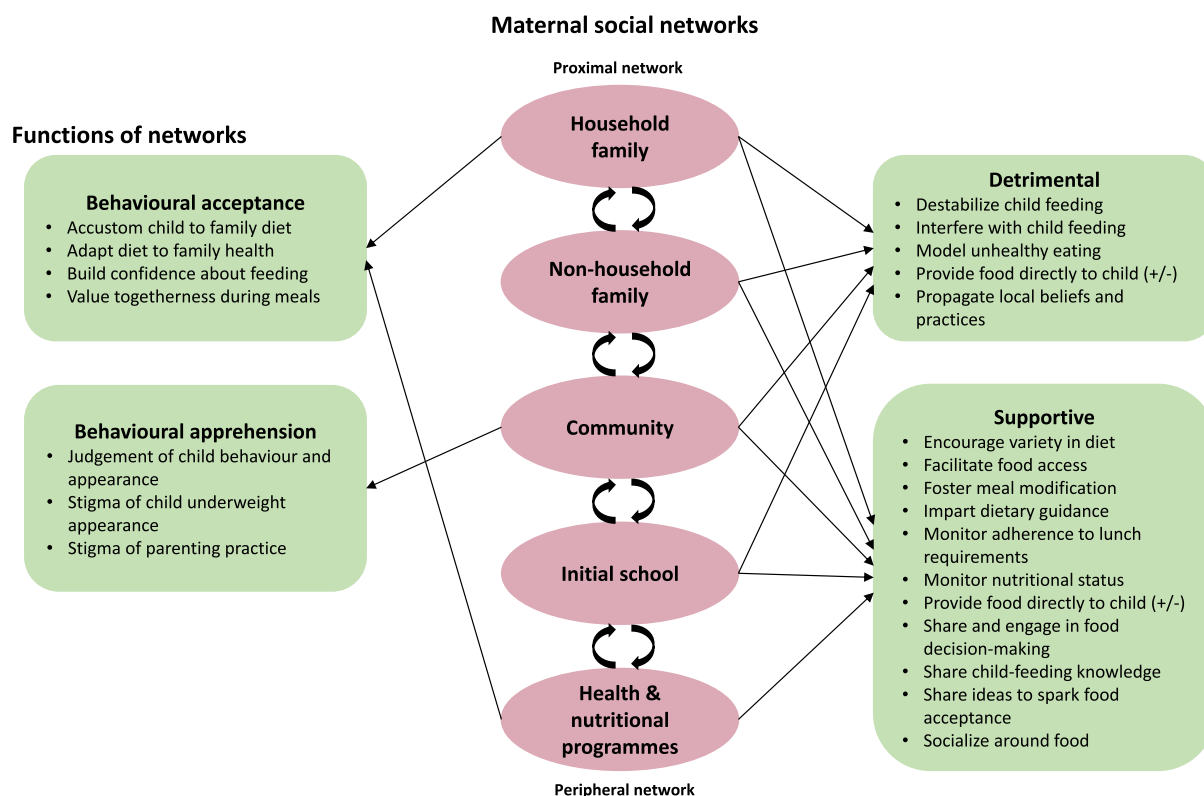 Maternal social networks
Proximal network
Functions of networks
Behavioural acceptance
• Accustom child to family diet
• Adapt diet to family health
• Build confidence about feeding
• Value togetherness during meals
Behavioural apprehension
• Judgement of child behaviour and
appearance
• Stigma of child underweight
appearance
• Stigma of parenting practice
Household
family
Non-household
family
Community
Initial school
Health &
nutritional
programmes
Peripheral network
Detrimental
• Destabilize child feeding
• Interfere with child feeding
• Model unhealthy eating
• Provide food directly to child (+/-)
• Propagate local beliefs and
practices
Supportive
• Encourage variety in diet
• Facilitate food access
• Foster meal modification
• Impart dietary guidance
• Monitor adherence to lunch
requirements
• Monitor nutritional status
• Provide food directly to child (+/-)
• Share and engage in food
decision-making
• Share child-feeding knowledge
• Share ideas to spark food
acceptance
• Socialize around food